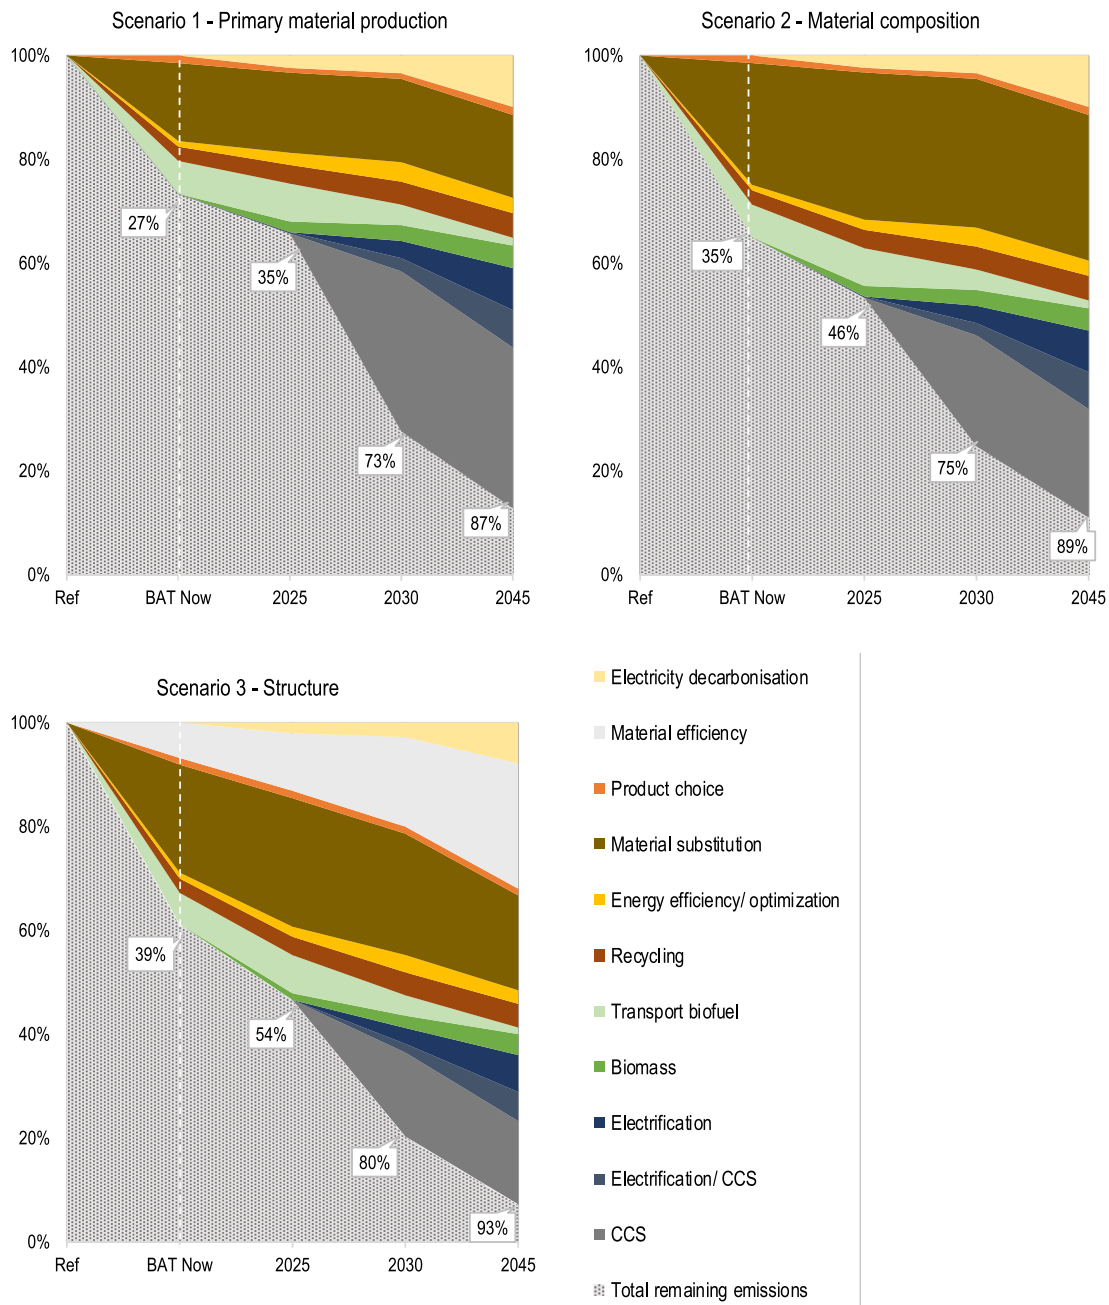 Scenario 1 - Primary material production
100%
80%
60%
40%
20%
0%
27%
35%
73%
87%
Ref
BAT Now
2025
2030
2045
Scenario 2 - Material composition
100%
80%
60%
40%
20%
0%
35%
46%
75%
89%
Ref
BAT Now
2025
2030
2045
Scenario 3 - Structure
100%
80%
60%
40%
20%
0%
39%
54%
80%
93%
Ref
BAT Now
2025
2030
2045
Electricity decarbonisation
Material efficiency
Product choice
Material substitution
Energy efficiency/ optimization
Recycling
Transport biofuel
Biomass
Electrification
Electrification/ CCS
CCS
Total remaining emissions